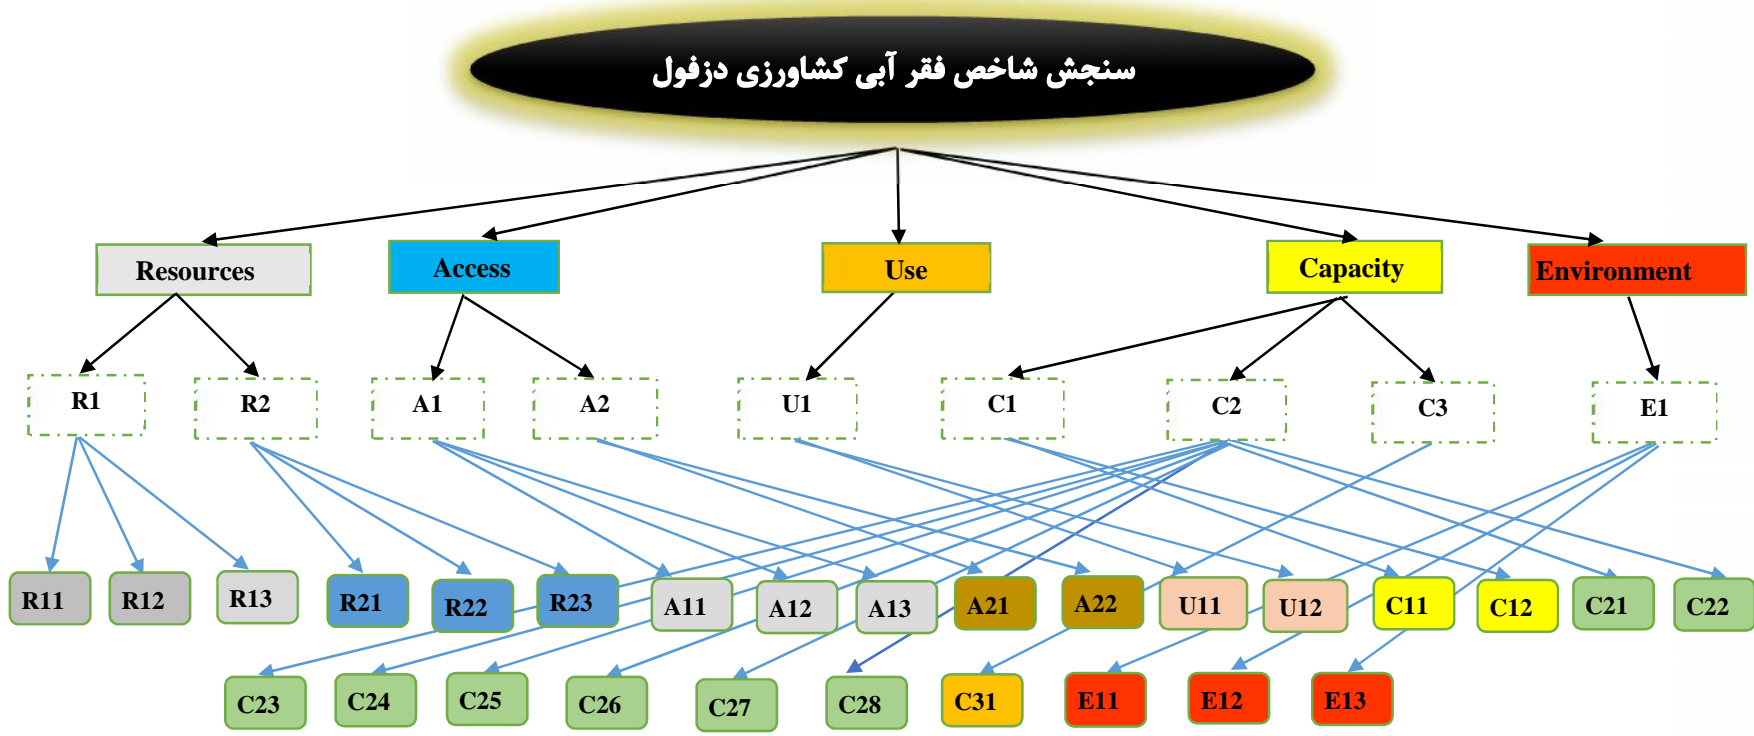 سنجش شاخص فقر آبی کشاورزی دزفول
Resources
Access
Use
Capacity
Environment
R1
R2
A1
A2
U1
C1
C2
C3
E1
R11
R12
R13
R21
R22
R23
A11
A12
A13
A21
A22
U11
U12
C11
C12
C21
C22
C23
C24
C25
C26
C27
C28
C31
E11
E12
E13